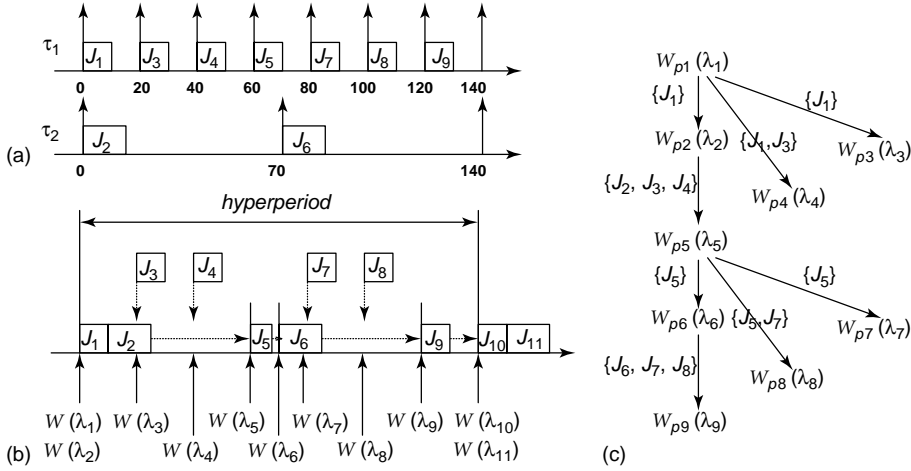 τ1
J1 J3 J4 J5 J7 J8 J9
0 20 40 60 80 100 120 140
τ2
J2 J6
(a)
0 70 140
hyperperiod
J3 J4 J7 J8
J1 J2 J5 J6 J9 J10 J11
W (λ1) W (λ3) W (λ5) W (λ7) W (λ9) W (λ10)
(b) W (λ2) W (λ4) W (λ6) W (λ8) W (λ11)
Wp1 (λ1)
{J1} {J1}
Wp2 (λ2) {J1,J3} Wp3 (λ3)
{J2, J3, J4} Wp4 (λ4)
Wp5 (λ5)
{J5} {J5}
Wp6 (λ6) {J5,J7} Wp7 (λ7)
{J6, J7, J8} Wp8 (λ8)
Wp9 (λ9)
(c)